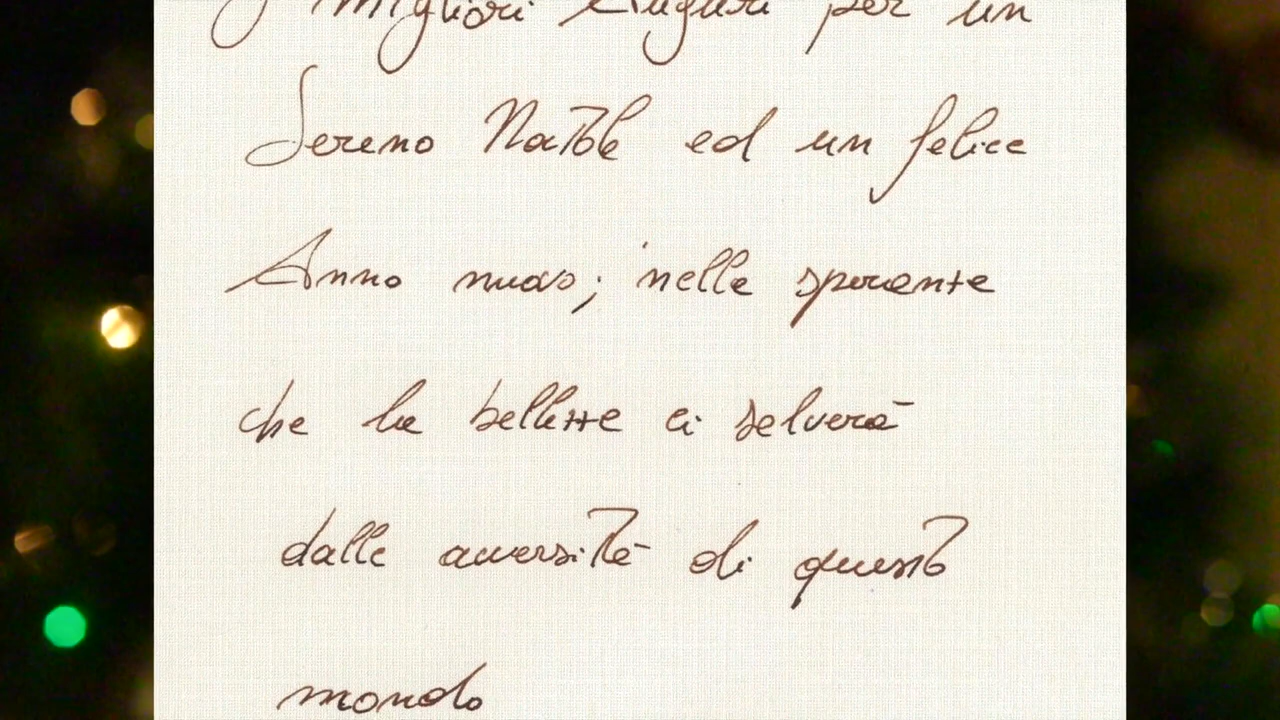 I migliori Auguri per un
Sereno Natale ed un felice
Anno nuovo; nella speranza
che la bellezza ci salverà
dalle avversità di questo
mondo